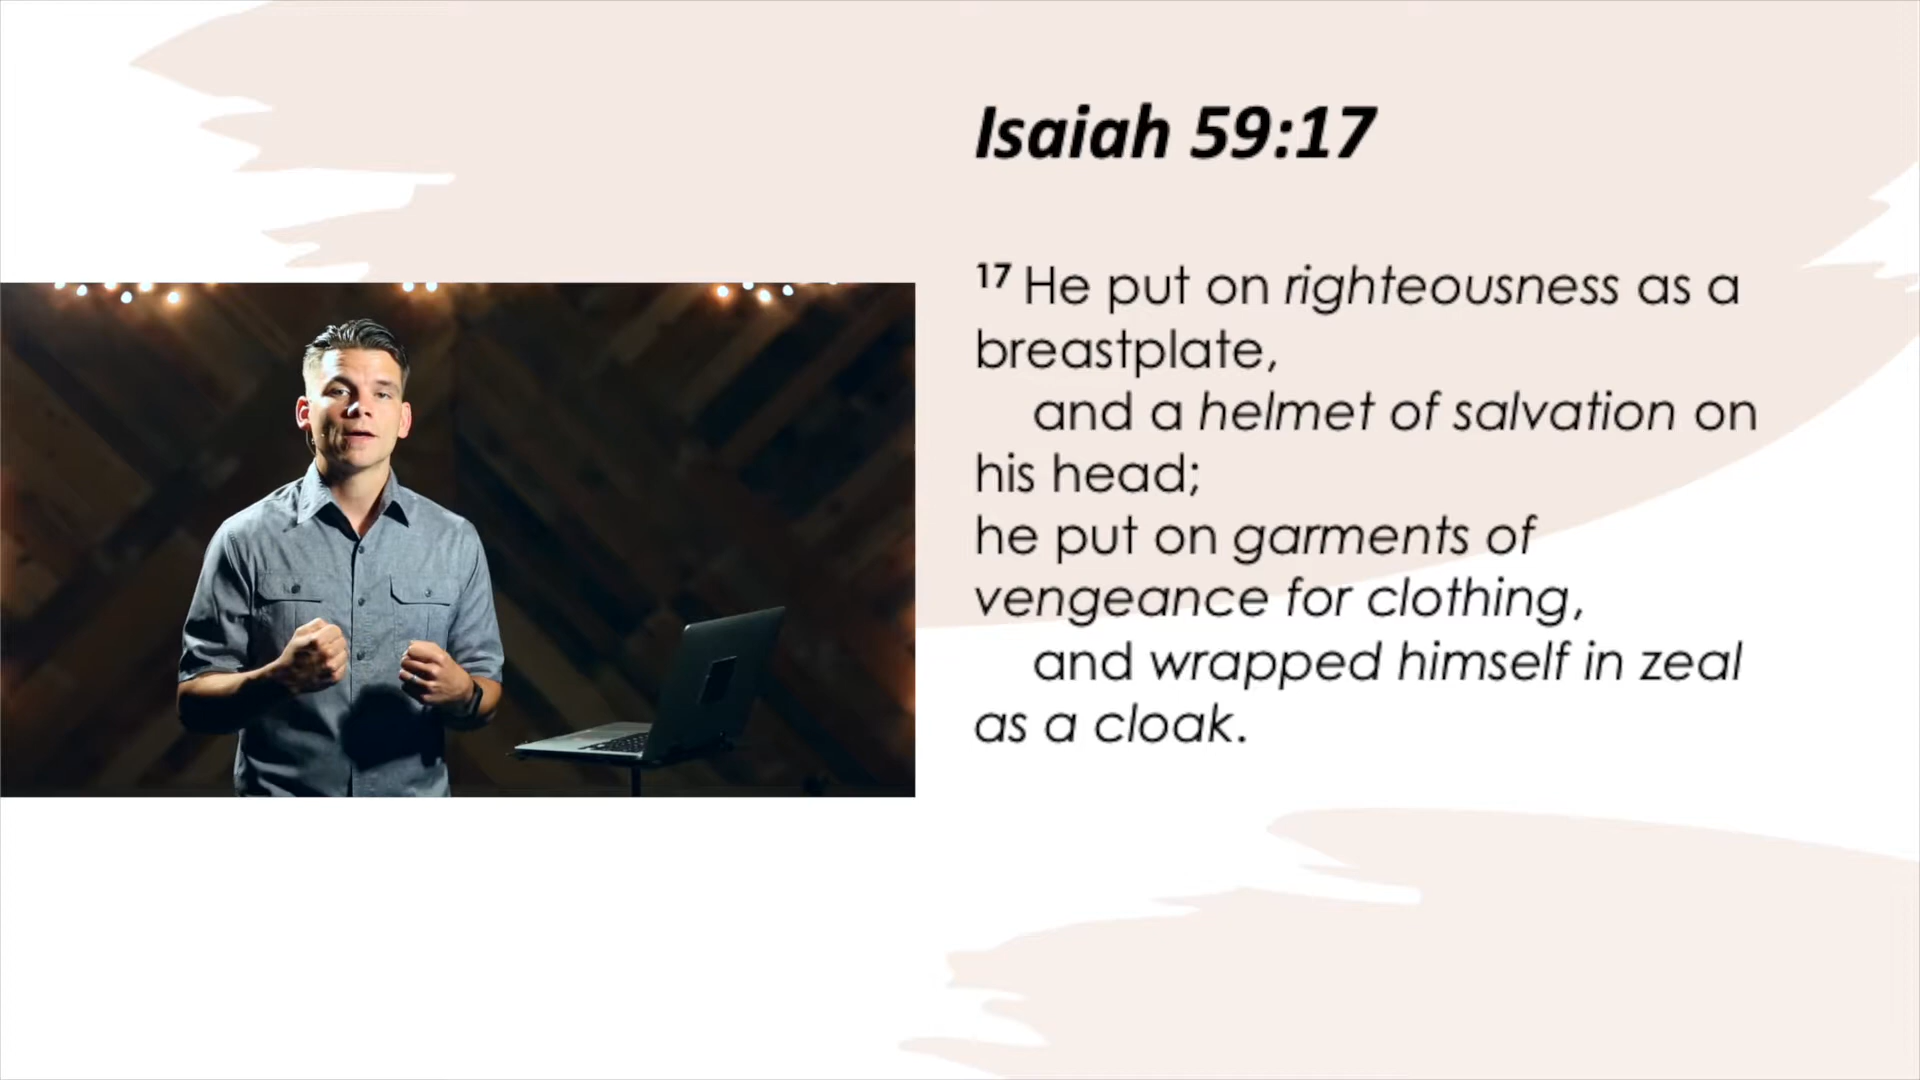 Isaiah 59:17
17 He put on righteousness as a
breastplate,
and a helmet of salvation on
his head;
he put on garments of
vengeance for clothing,
and wrapped himself in zeal
as a cloak.